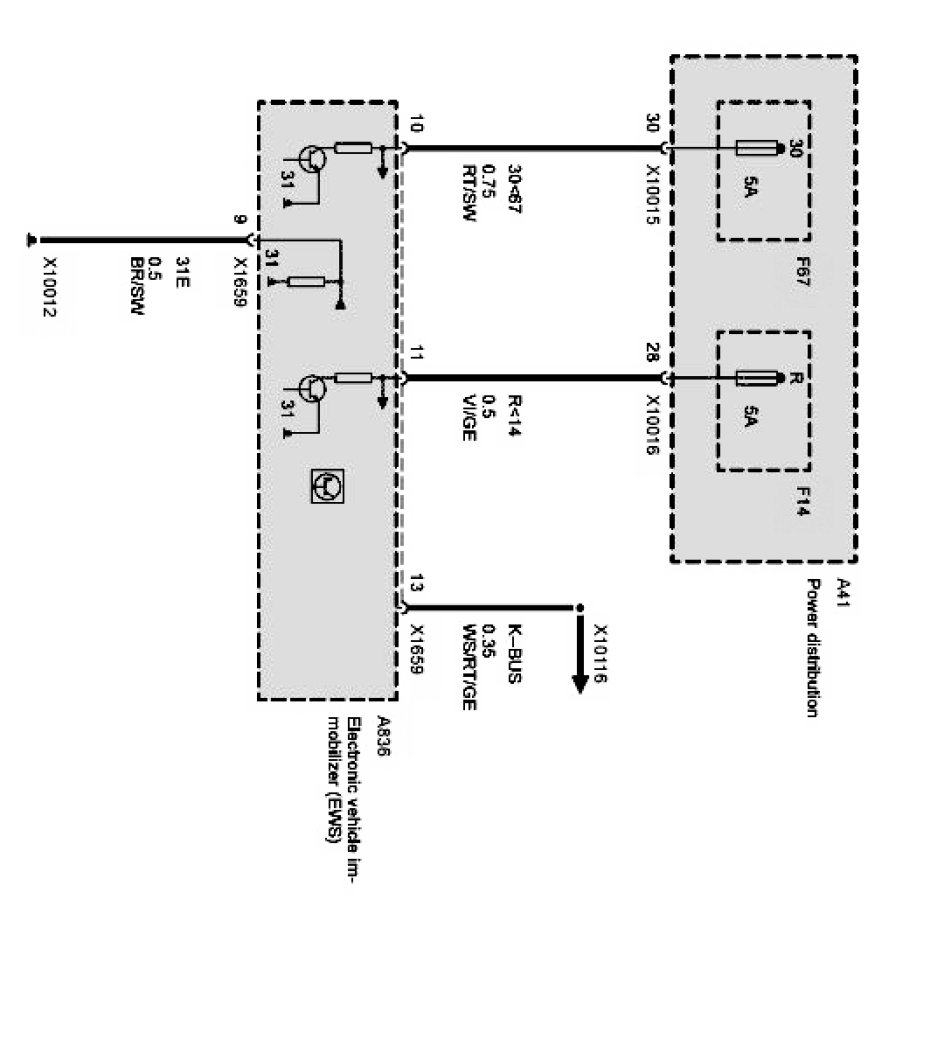 A41
Power distribution
F67
30
5A
F14
R
5A
30
X10015
28
X10016
X10116
30<67
0.75
RT/SW
R<14
0.5
VI/GE
K–BUS
0.35
WS/RT/GE
10
11
13
X1659
A836
Electronic vehicle im-
mobilizer (EWS)
31
31
31
9
X1659
31E
0.5
BR/SW
X10012